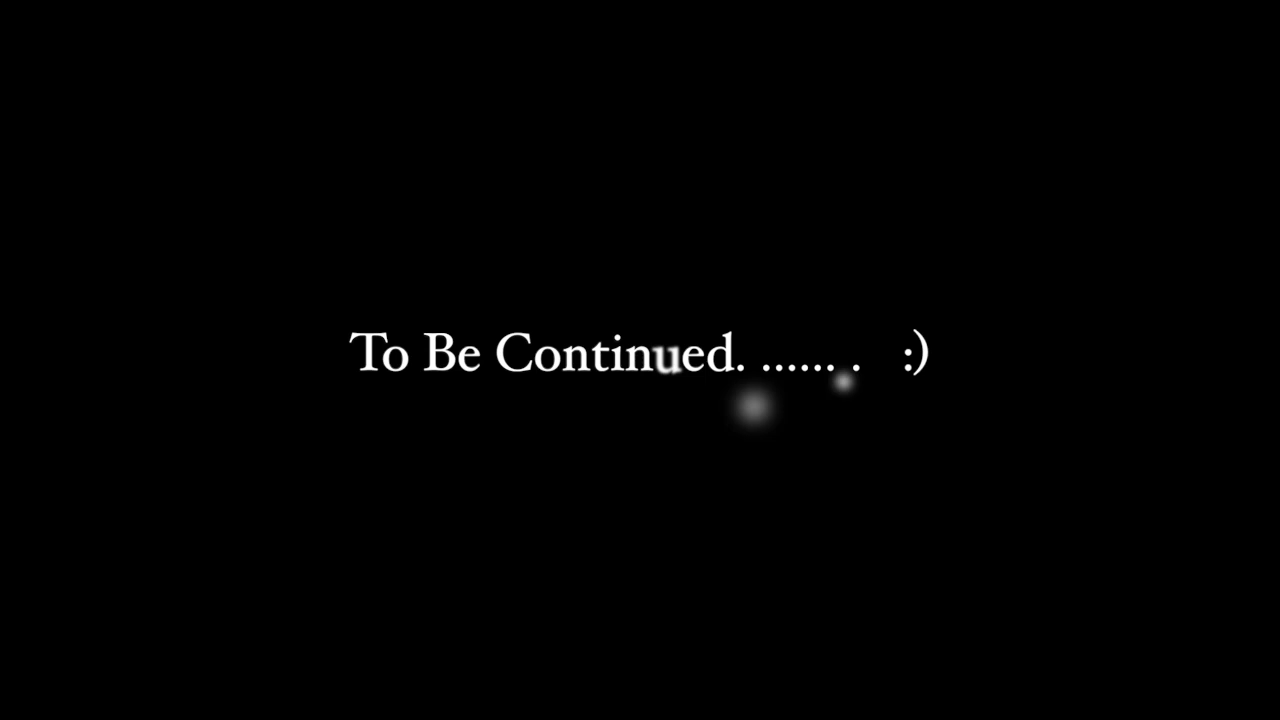 To Be Continued. ...... . :)